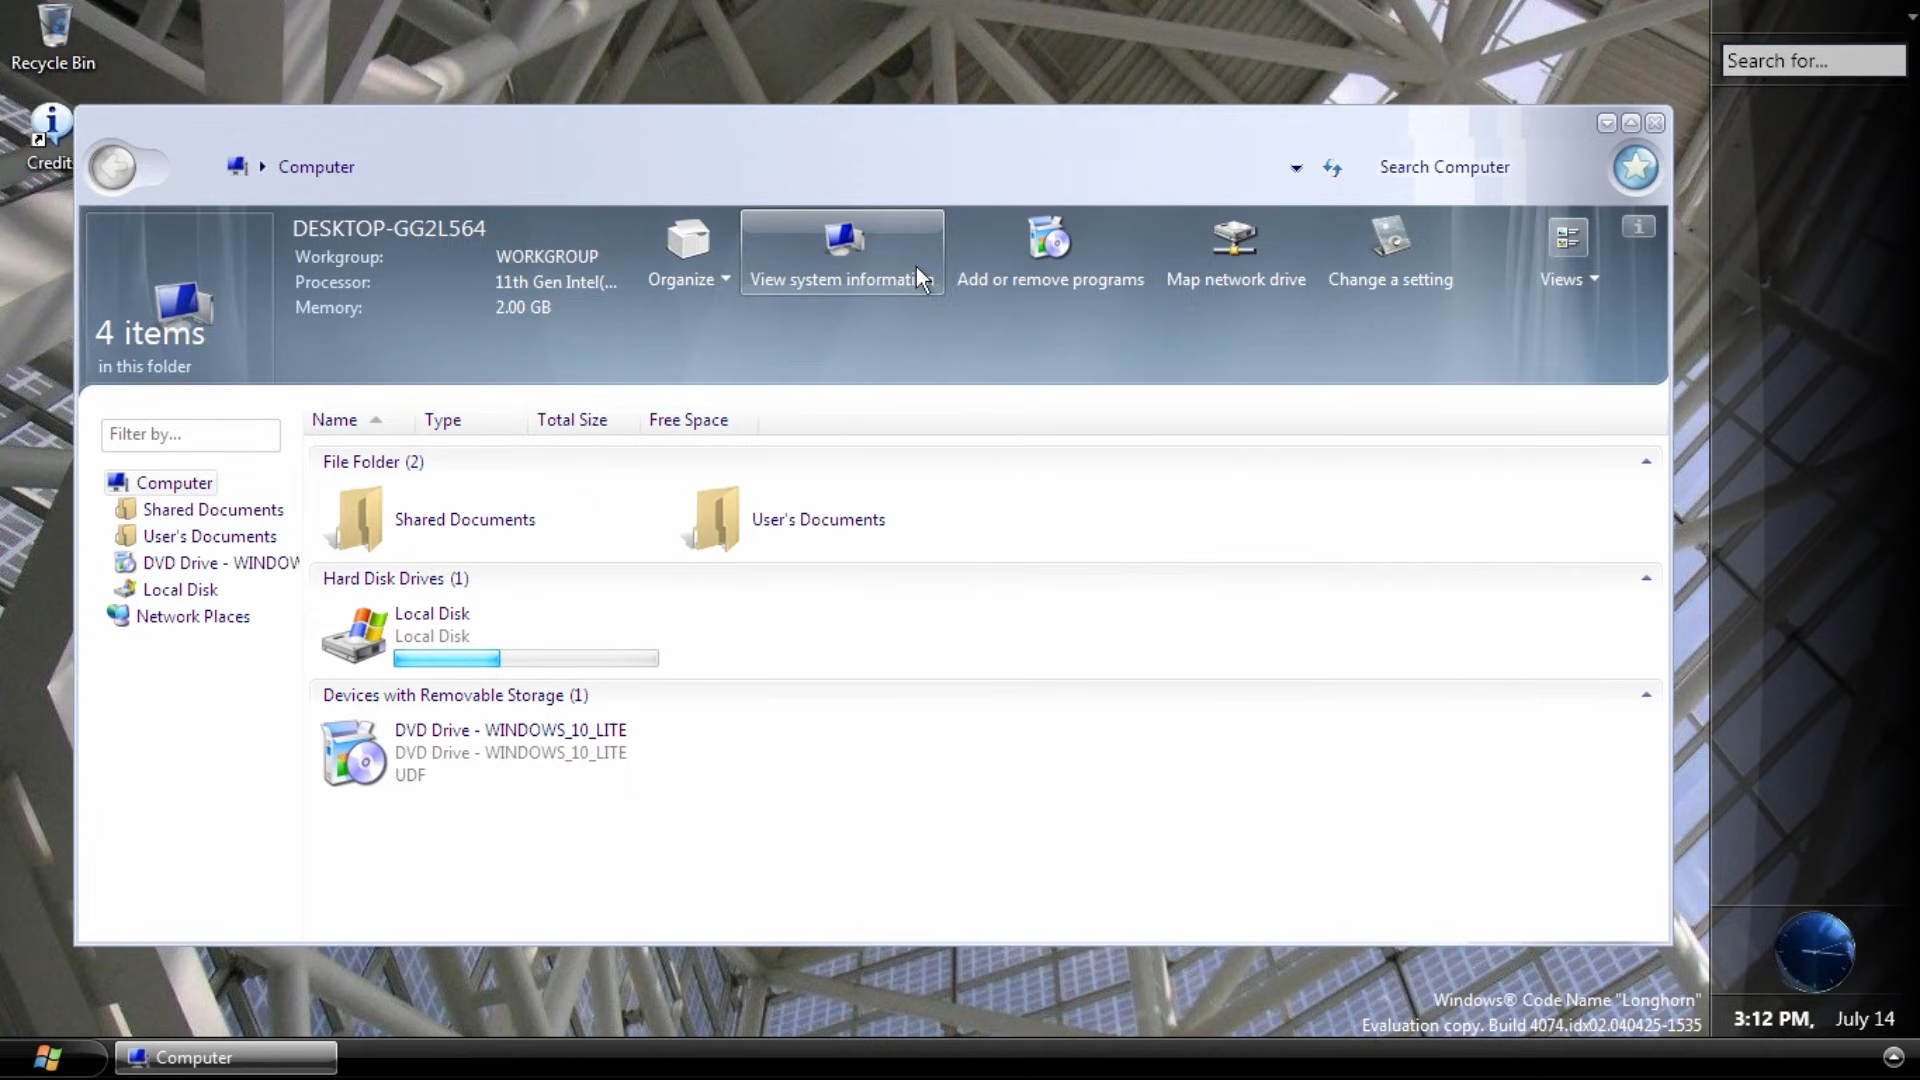 Recycle Bin
Search for...
Credit
Computer
Search Computer
DESKTOP-GG2L564
Workgroup: WORKGROUP
Processor: 11th Gen Intel(...
Memory: 2.00 GB
Organize
View system informati
Add or remove programs
Map network drive
Change a setting
Views
4 items
in this folder
Filter by...
Computer
Shared Documents
User's Documents
DVD Drive - WINDOW
Local Disk
Network Places
Name Type Total Size Free Space
File Folder (2)
Shared Documents
User's Documents
Hard Disk Drives (1)
Local Disk
Local Disk
Devices with Removable Storage (1)
DVD Drive - WINDOWS_10_LITE
DVD Drive - WINDOWS_10_LITE
UDF
Windows® Code Name "Longhorn"
Evaluation copy. Build 4074.idx02.040425-1535
3:12 PM, July 14
Computer